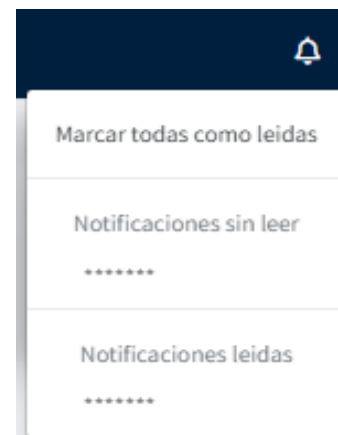 Marcar todas como leidas
Notificaciones sin leer
*******
Notificaciones leidas
*******